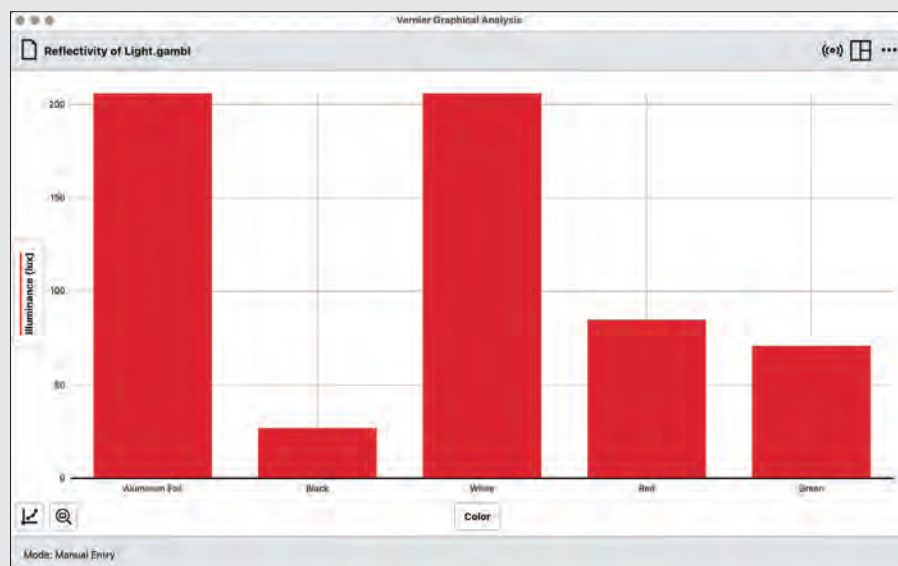 Vernier Graphical Analysis
Reflectivity of Light.gambl
200
150
100
50
0
Illuminance (lux)
Aluminum Foil
Black
White
Red
Green
Color
Mode: Manual Entry